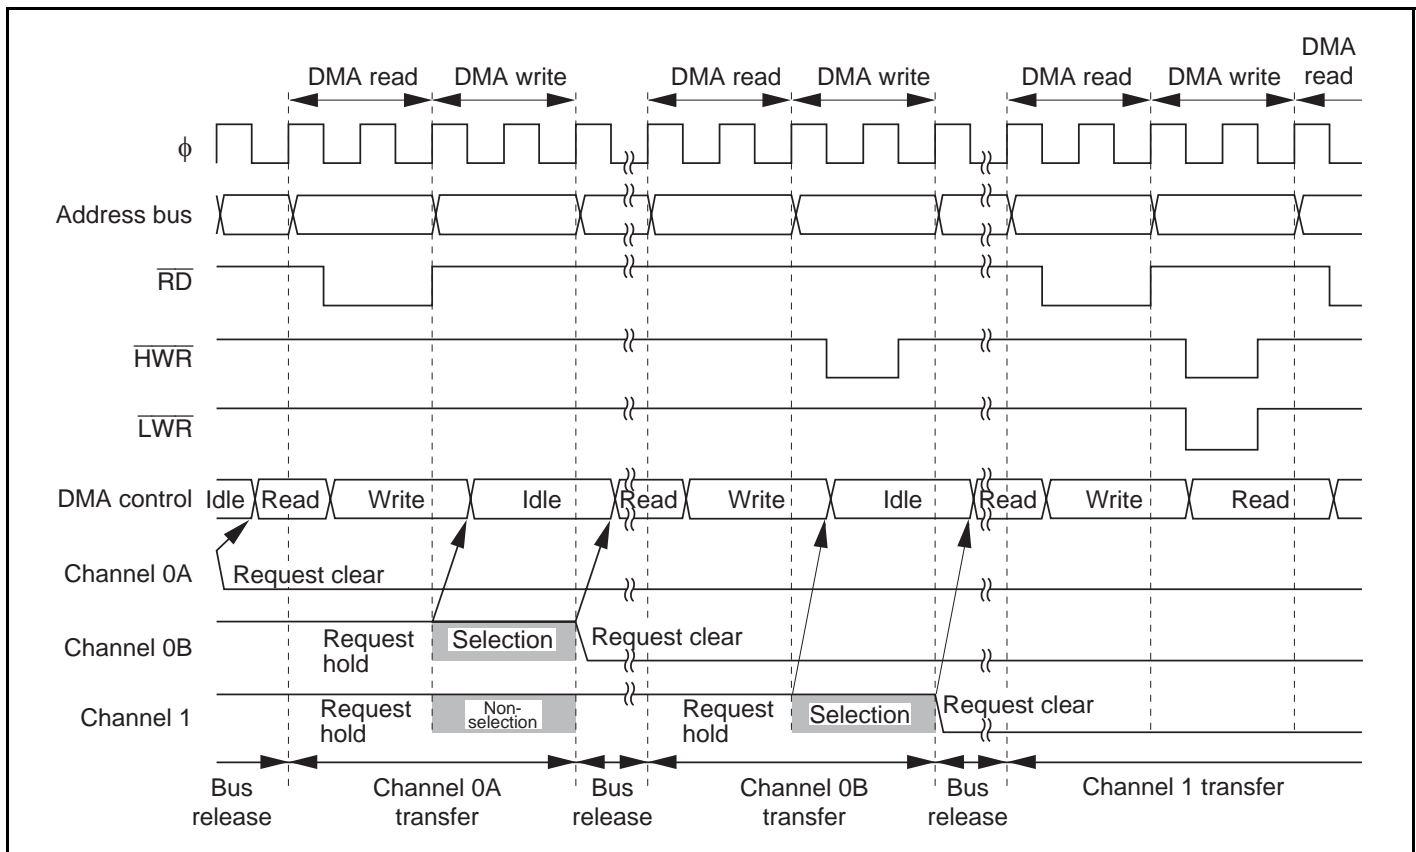 DMA read DMA write DMA read DMA write DMA read DMA write DMA
read
φ
Address bus
RD
HWR
LWR
DMA control Idle Read Write Idle Read Write Idle Read Write Read
Channel 0A Request clear
Channel 0B Request
hold Selection Request clear
Channel 1 Request
hold Non-
selection Request
hold Selection Request clear
Bus
release Channel 0A
transfer Bus
release Channel 0B
transfer Bus
release Channel 1 transfer